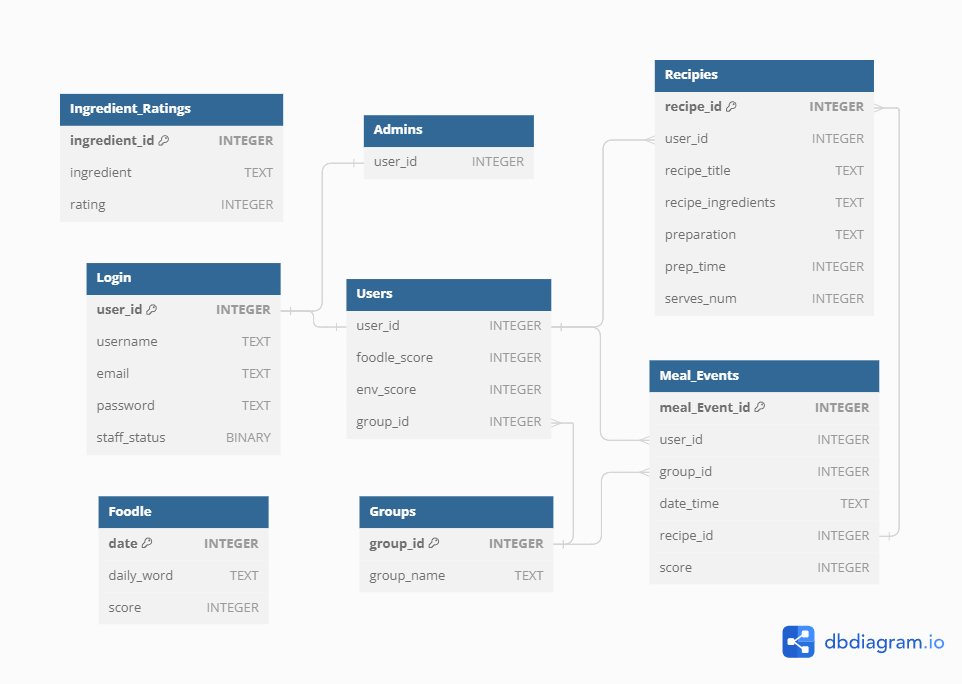 Ingredient_Ratings
ingredient_id INTEGER
ingredient TEXT
rating INTEGER
Admins
user_id INTEGER
Recipies
recipe_id INTEGER
user_id INTEGER
recipe_title TEXT
recipe_ingredients TEXT
preparation TEXT
prep_time INTEGER
serves_num INTEGER
Login
user_id INTEGER
username TEXT
email TEXT
password TEXT
staff_status BINARY
Users
user_id INTEGER
foodle_score INTEGER
env_score INTEGER
group_id INTEGER
Meal_Events
meal_Event_id INTEGER
user_id INTEGER
group_id INTEGER
date_time TEXT
recipe_id INTEGER
score INTEGER
Foodle
date INTEGER
daily_word TEXT
score INTEGER
Groups
group_id INTEGER
group_name TEXT
dbdiagram.io